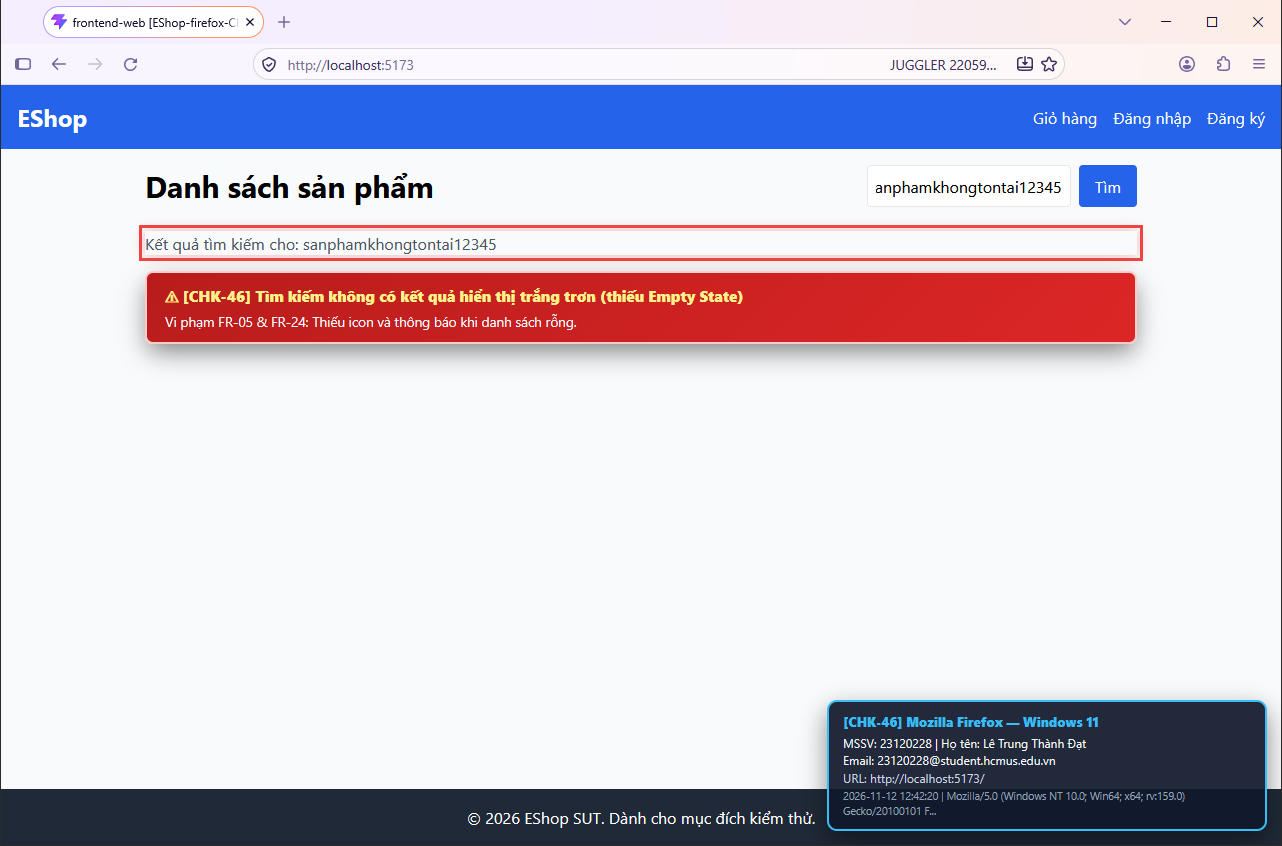 frontend-web [EShop-firefox-C
http://localhost:5173
JUGGLER 22059...
EShop
Giỏ hàng Đăng nhập Đăng ký
Danh sách sản phẩm
anphamkhongtontai12345
Tìm
Kết quả tìm kiếm cho: sanphamkhongtontai12345
⚠ [CHK-46] Tìm kiếm không có kết quả hiển thị trắng trơn (thiếu Empty State)
Vi phạm FR-05 & FR-24: Thiếu icon và thông báo khi danh sách rỗng.
[CHK-46] Mozilla Firefox — Windows 11
MSSV: 23120228 | Họ tên: Lê Trung Thành Đạt
Email: 23120228@student.hcmus.edu.vn
URL: http://localhost:5173/
2026-11-12 12:42:20 | Mozilla/5.0 (Windows NT 10.0; Win64; x64; rv:159.0)
Gecko/20100101 F...
© 2026 EShop SUT. Dành cho mục đích kiểm thử.